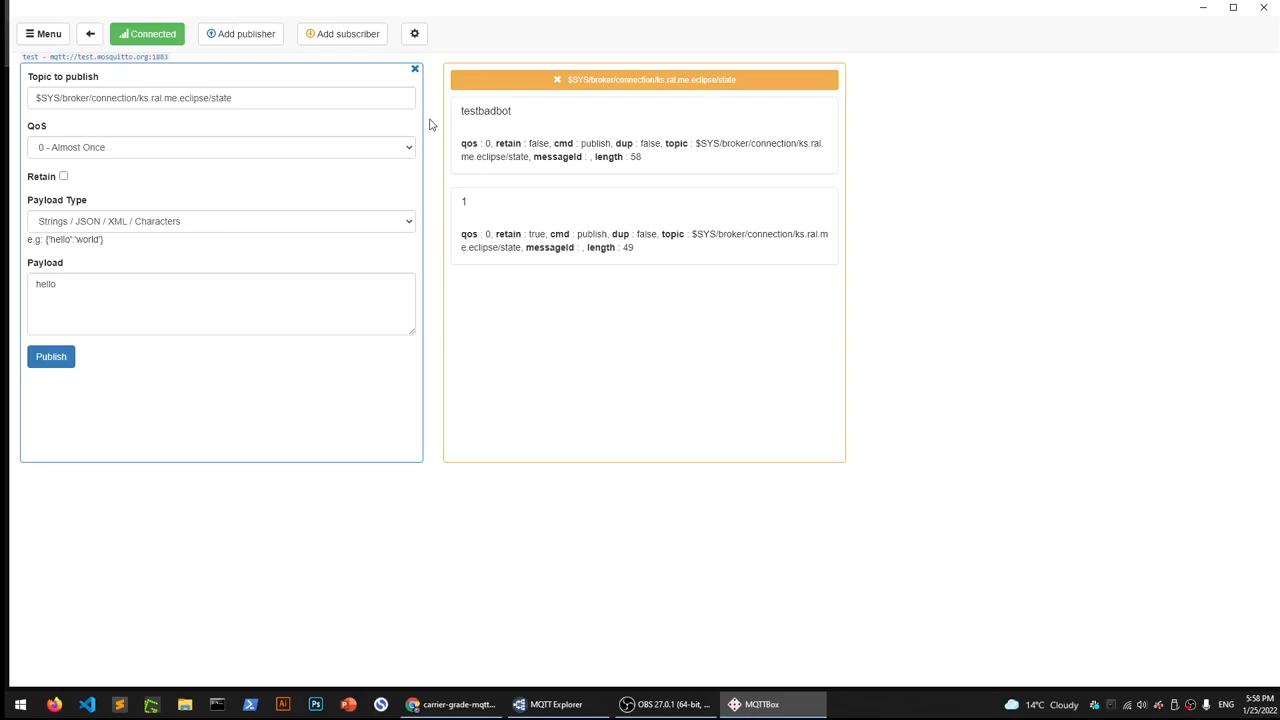 Menu
Connected
Add publisher
Add subscriber
test - mqtt://test.mosquitto.org:1883
Topic to publish
$SYS/broker/connection/ks.ral.me.eclipse/state
QoS
0 - Almost Once
Retain
Payload Type
Strings / JSON / XML / Characters
e.g: {'hello':'world'}
Payload
hello
Publish
$SYS/broker/connection/ks.ral.me.eclipse/state
testbadbot
qos : 0, retain : false, cmd : publish, dup : false, topic : $SYS/broker/connection/ks.ral.
me.eclipse/state, messageId : , length : 58
1
qos : 0, retain : true, cmd : publish, dup : false, topic : $SYS/broker/connection/ks.ral.m
e.eclipse/state, messageId : , length : 49
carrier-grade-mqtt...
MQTT Explorer
OBS 27.0.1 (64-bit, ...
MQTTBox
14°C Cloudy
ENG
5:58 PM
1/25/2022